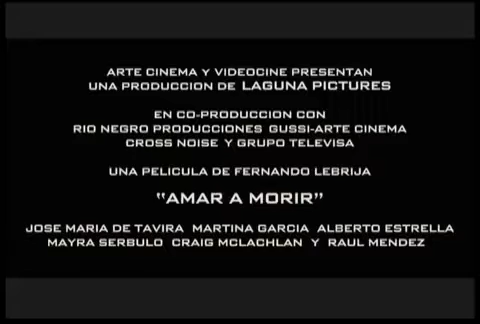 ARTE CINEMA Y VIDEOCINE PRESENTAN
UNA PRODUCCION DE LAGUNA PICTURES
EN CO-PRODUCCION CON
RIO NEGRO PRODUCCIONES GUSSI-ARTE CINEMA
CROSS NOISE Y GRUPO TELEVISA
UNA PELICULA DE FERNANDO LEBRIJA
"AMAR A MORIR"
JOSE MARIA DE TAVIRA MARTINA GARCIA ALBERTO ESTRELLA
MAYRA SERBULO CRAIG MCLACHLAN Y RAUL MENDEZ